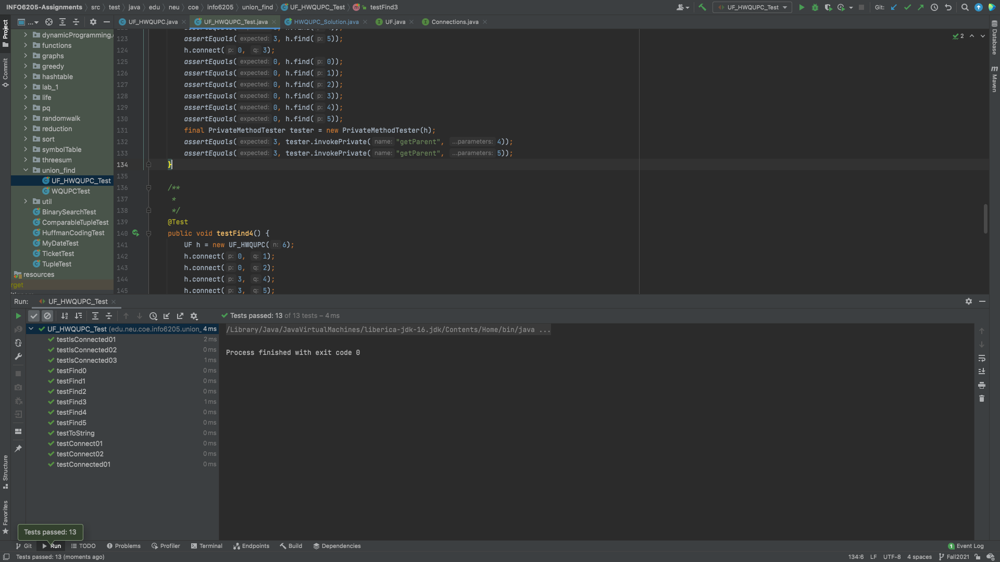 INFO6205-Assignments src test java edu neu coe info6205 union_find UF_HWQUPC_Test testFind3
UF_HWQUPC_Test Git:
Project
... UF_HWQUPC.java UF_HWQUPC_Test.java HWQUPC_Solution.java UF.java Connections.java
dynamicProgramming.
functions
graphs
greedy
hashtable
lab_1
life
pq
randomwalk
reduction
sort
symbolTable
threesum
union_find
UF_HWQUPC_Test
WQUPCTest
util
BinarySearchTest
ComparableTupleTest
HuffmanCodingTest
MyDateTest
TicketTest
TupleTest
resources
rget
Commit
Structure
Favorites
Database
Maven
2
123 assertEquals( expected: 3, h.find( p: 5));
124 h.connect( p: 0, q: 3);
125 assertEquals( expected: 0, h.find( p: 0));
126 assertEquals( expected: 0, h.find( p: 1));
127 assertEquals( expected: 0, h.find( p: 2));
128 assertEquals( expected: 0, h.find( p: 3));
129 assertEquals( expected: 0, h.find( p: 4));
130 assertEquals( expected: 0, h.find( p: 5));
131 final PrivateMethodTester tester = new PrivateMethodTester(h);
132 assertEquals( expected: 3, tester.invokePrivate( name: "getParent", ...parameters: 4));
133 assertEquals( expected: 3, tester.invokePrivate( name: "getParent", ...parameters: 5));
134 }
135
136 /**
137 *
138 */
139 @Test
140 public void testFind4() {
141 UF h = new UF_HWQUPC( n: 6);
142 h.connect( p: 0, q: 1);
143 h.connect( p: 0, q: 2);
144 h.connect( p: 3, q: 4);
145 h.connect( p: 3, q: 5);
Run: UF_HWQUPC_Test
Tests passed: 13 of 13 tests – 4 ms
UF_HWQUPC_Test (edu.neu.coe.info6205.union_ 4 ms
testIsConnected01 2 ms
testIsConnected02 0 ms
testIsConnected03 1 ms
testFind0 0 ms
testFind1 0 ms
testFind2 0 ms
testFind3 1 ms
testFind4 0 ms
testFind5 0 ms
testToString 0 ms
testConnect01 0 ms
testConnect02 0 ms
testConnected01 0 ms
/Library/Java/JavaVirtualMachines/liberica-jdk-16.jdk/Contents/Home/bin/java ...
Process finished with exit code 0
Tests passed: 13
Git Run TODO Problems Profiler Terminal Endpoints Build Dependencies 1 Event Log
Tests passed: 13 (moments ago) 134:6 LF UTF-8 4 spaces Fall2021